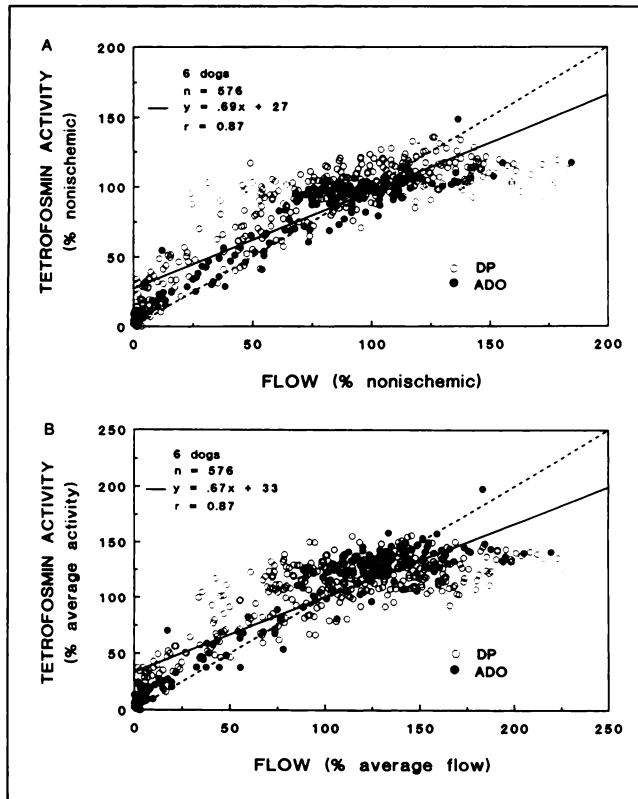 A
TETROFOSMIN ACTIVITY
(% nonischemic)
200
150
100
50
0
6 dogs
n = 576
y = .69x + 27
r = 0.87
DP
ADO
0 50 100 150 200
FLOW (% nonischemic)
B
TETROFOSMIN ACTIVITY
(% average activity)
250
200
150
100
50
0
6 dogs
n = 576
y = .67x + 33
r = 0.87
DP
ADO
0 50 100 150 200 250
FLOW (% average flow)